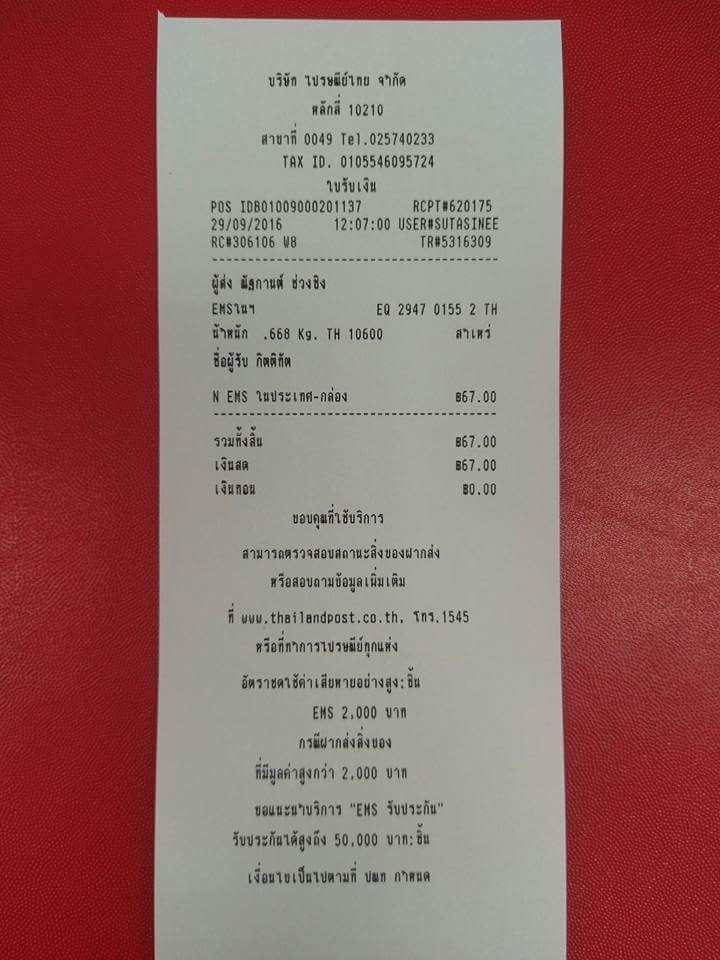 บริษัท ไปรษณีย์ไทย จำกัด
หลักสี่ 10210
สาขาที่ 0049 Tel.025740233
TAX ID. 0105546095724
ใบรับเงิน
POS IDB01009000201137 RCPT#620175
29/09/2016 12:07:00 USER#SUTASINEE
RC#306106 W8 TR#5316309
ผู้ส่ง ณัฐกานต์ ช่วงชิง
EMSในฯ EQ 2947 0155 2 TH
น้ำหนัก .668 Kg. TH 10600 สำเหร่
ชื่อผู้รับ กิตติทัต
N EMS ในประเทศ-กล่อง ฿67.00
รวมทั้งสิ้น ฿67.00
เงินสด ฿67.00
เงินทอน ฿0.00
ขอบคุณที่ใช้บริการ
สามารถตรวจสอบสถานะสิ่งของฝากส่ง
หรือสอบถามข้อมูลเพิ่มเติม
ที่ www.thailandpost.co.th, โทร.1545
หรือที่ทำการไปรษณีย์ทุกแห่ง
อัตราชดใช้ค่าเสียหายอย่างสูง:ชิ้น
EMS 2,000 บาท
กรณีฝากส่งสิ่งของ
ที่มีมูลค่าสูงกว่า 2,000 บาท
ขอแนะนำบริการ "EMS รับประกัน"
รับประกันได้สูงถึง 50,000 บาท:ชิ้น
เงื่อนไขเป็นไปตามที่ ปณท กำหนด